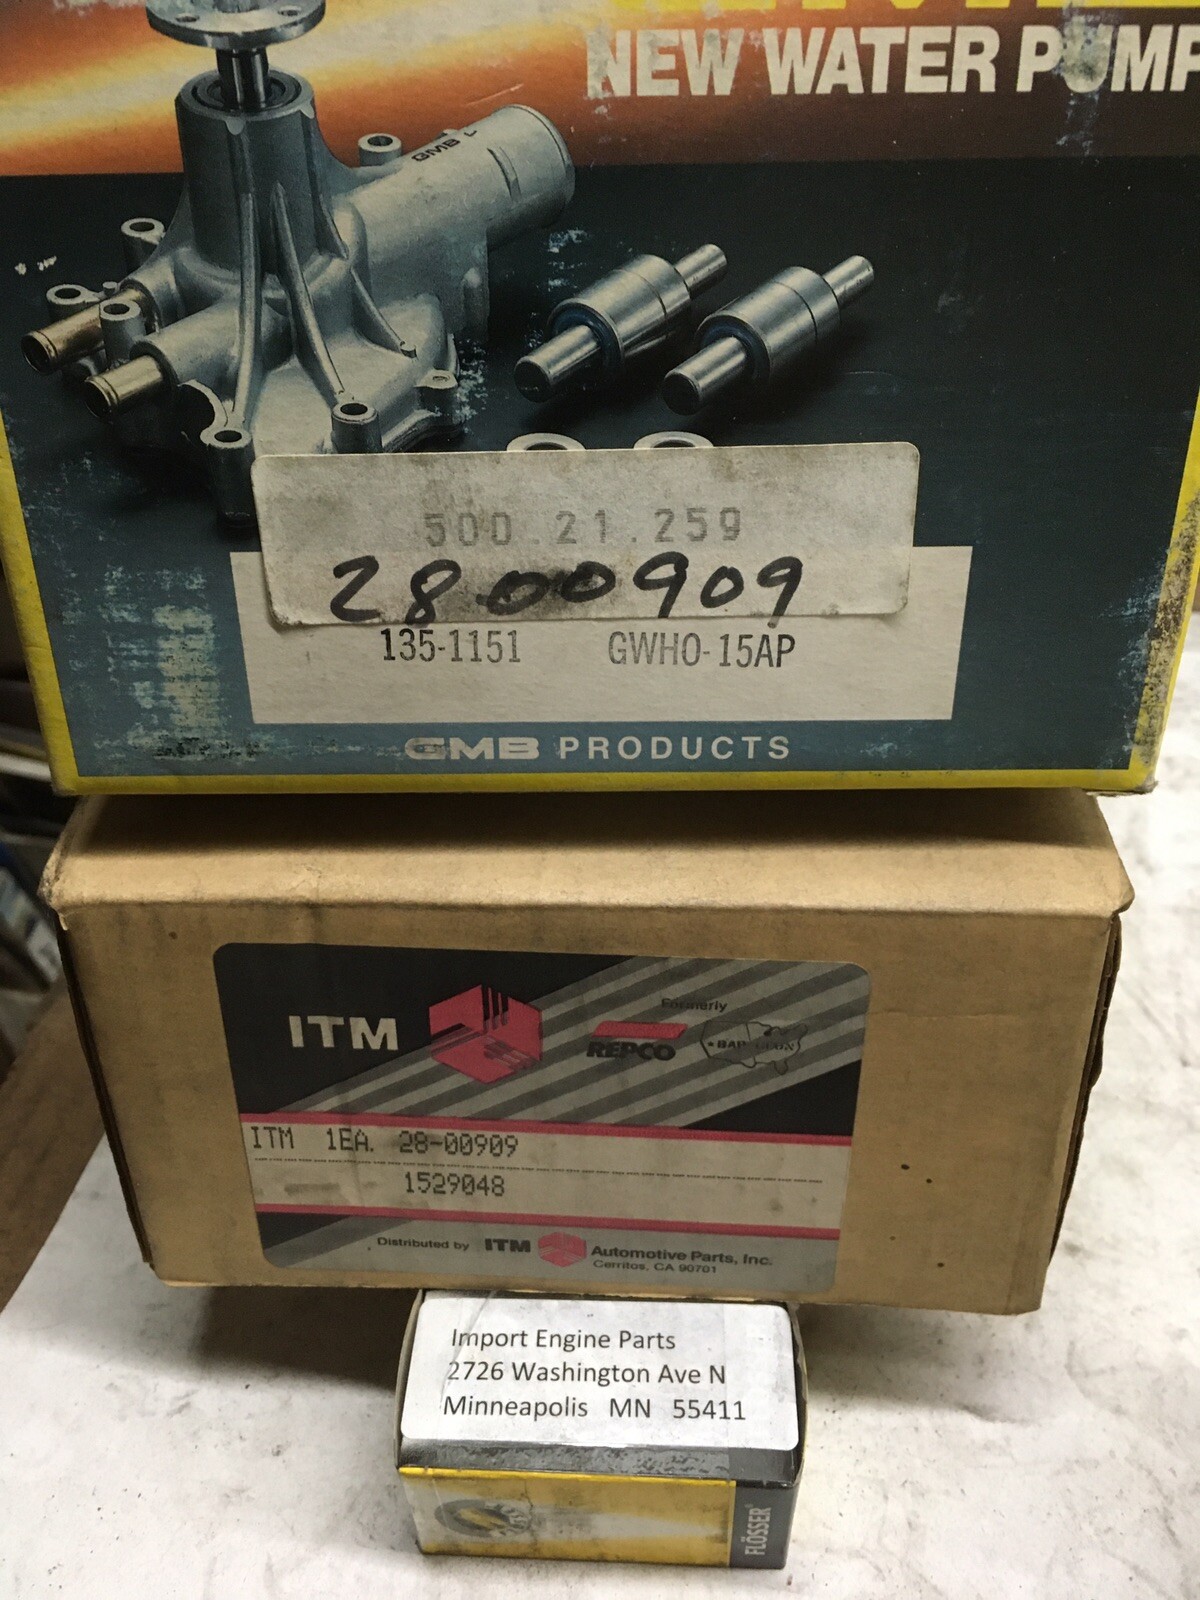 NEW WATER PUMP
GMB
500.21.259
2800909
135-1151 GWHO-15AP
GMB PRODUCTS
ITM
Formerly
REPCO
ITM 1EA. 28-00909
1529048
Distributed by ITM Automotive Parts, Inc.
Cerritos, CA 90701
Import Engine Parts
2726 Washington Ave N
Minneapolis MN 55411
FLÖSSER